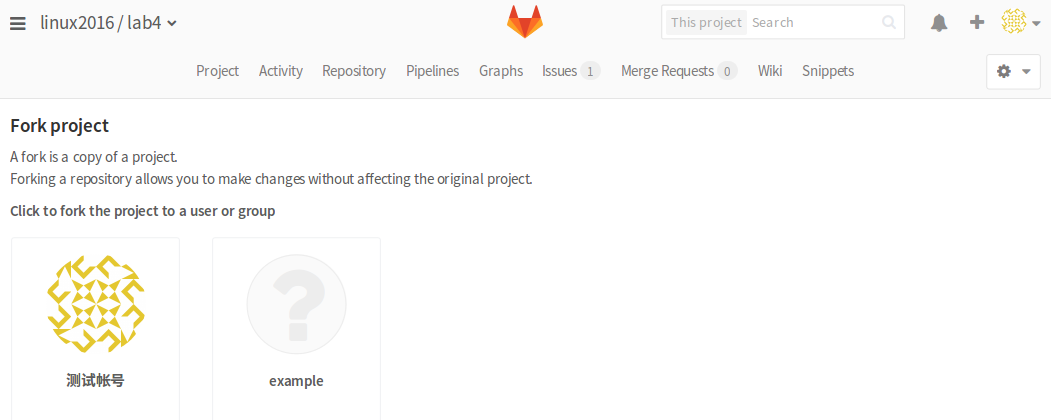 linux2016 / lab4
This project Search
Project Activity Repository Pipelines Graphs Issues 1 Merge Requests 0 Wiki Snippets
Fork project
A fork is a copy of a project.
Forking a repository allows you to make changes without affecting the original project.
Click to fork the project to a user or group
?
测试帐号 example